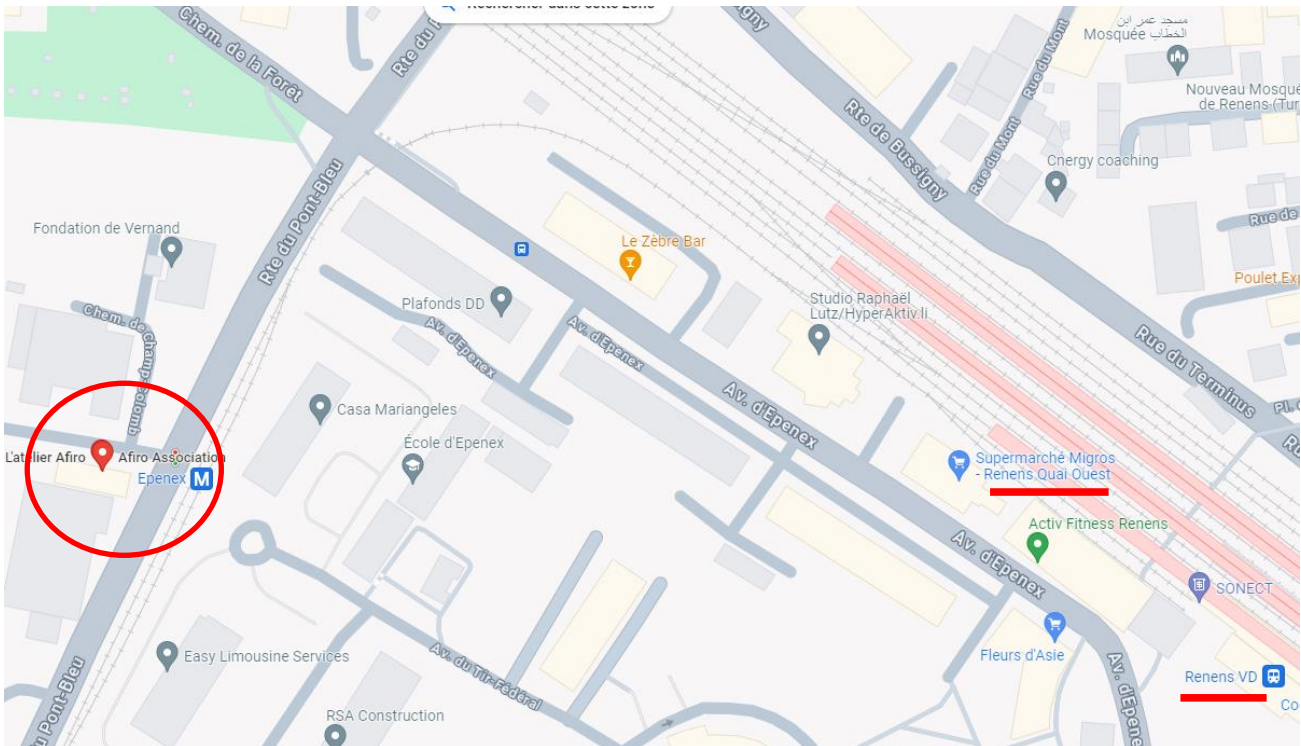 Rechercher dans cette zone
Chem. de la Forêt
Rte du
Rte de Bussigny
Rue du Mont
مسجد عمر ابن
الخطاب Mosquée
Nouveau Mosqué
de Renens (Tur
Rue du Mont
Cnergy coaching
Rue de
Poulet Exp
Rue du Terminus
Fondation de Vernand
Rte du Pont-Bleu
Le Zèbre Bar
Plafonds DD
Av. d'Epenex
Av. d'Epenex
Studio Raphaël
Lutz/HyperAktiv.li
Chem. de Champ-Colomb
Casa Mariangeles
École d'Epenex
Av. d'Epenex
L'atelier Afiro
Afiro Association
Epenex M
Supermarché Migros
- Renens Quai Ouest
Activ Fitness Renens
Av. d'Epenex
SONECT
Fleurs d'Asie
Easy Limousine Services
Av. du Tir-Fédéral
Renens VD
Av. d'Epene
Co
RSA Construction
Pont-Bleu